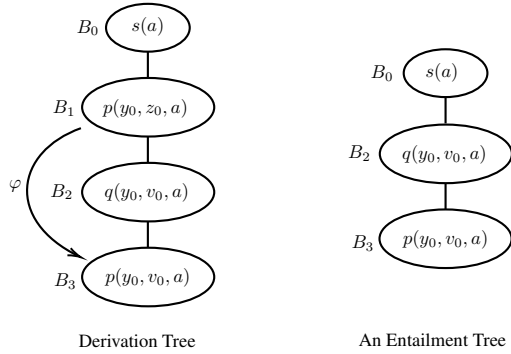 B₀ s(a)
B₁ p(y₀, z₀, a)
φ
B₂ q(y₀, v₀, a)
B₃ p(y₀, v₀, a)
Derivation Tree
B₀ s(a)
B₂ q(y₀, v₀, a)
B₃ p(y₀, v₀, a)
An Entailment Tree